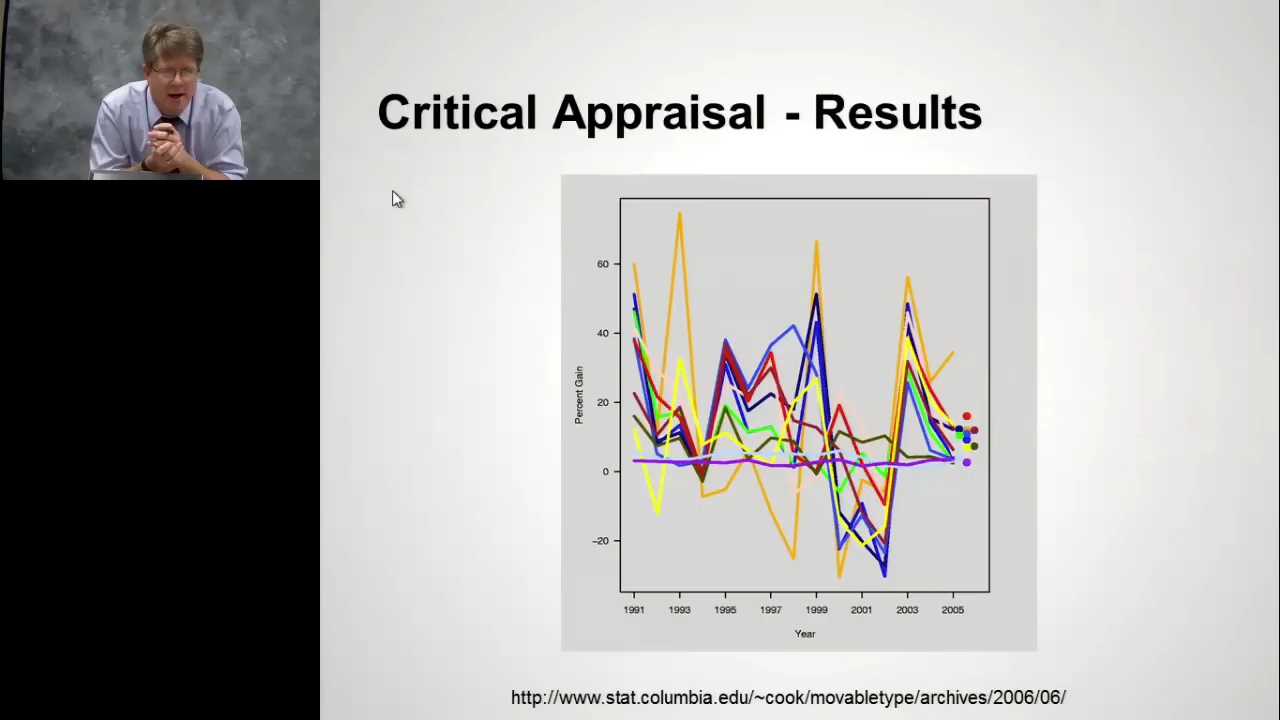 Critical Appraisal - Results
60
40
20
0
−20
Percent Gain
1991 1993 1995 1997 1999 2001 2003 2005
Year
http://www.stat.columbia.edu/~cook/movabletype/archives/2006/06/